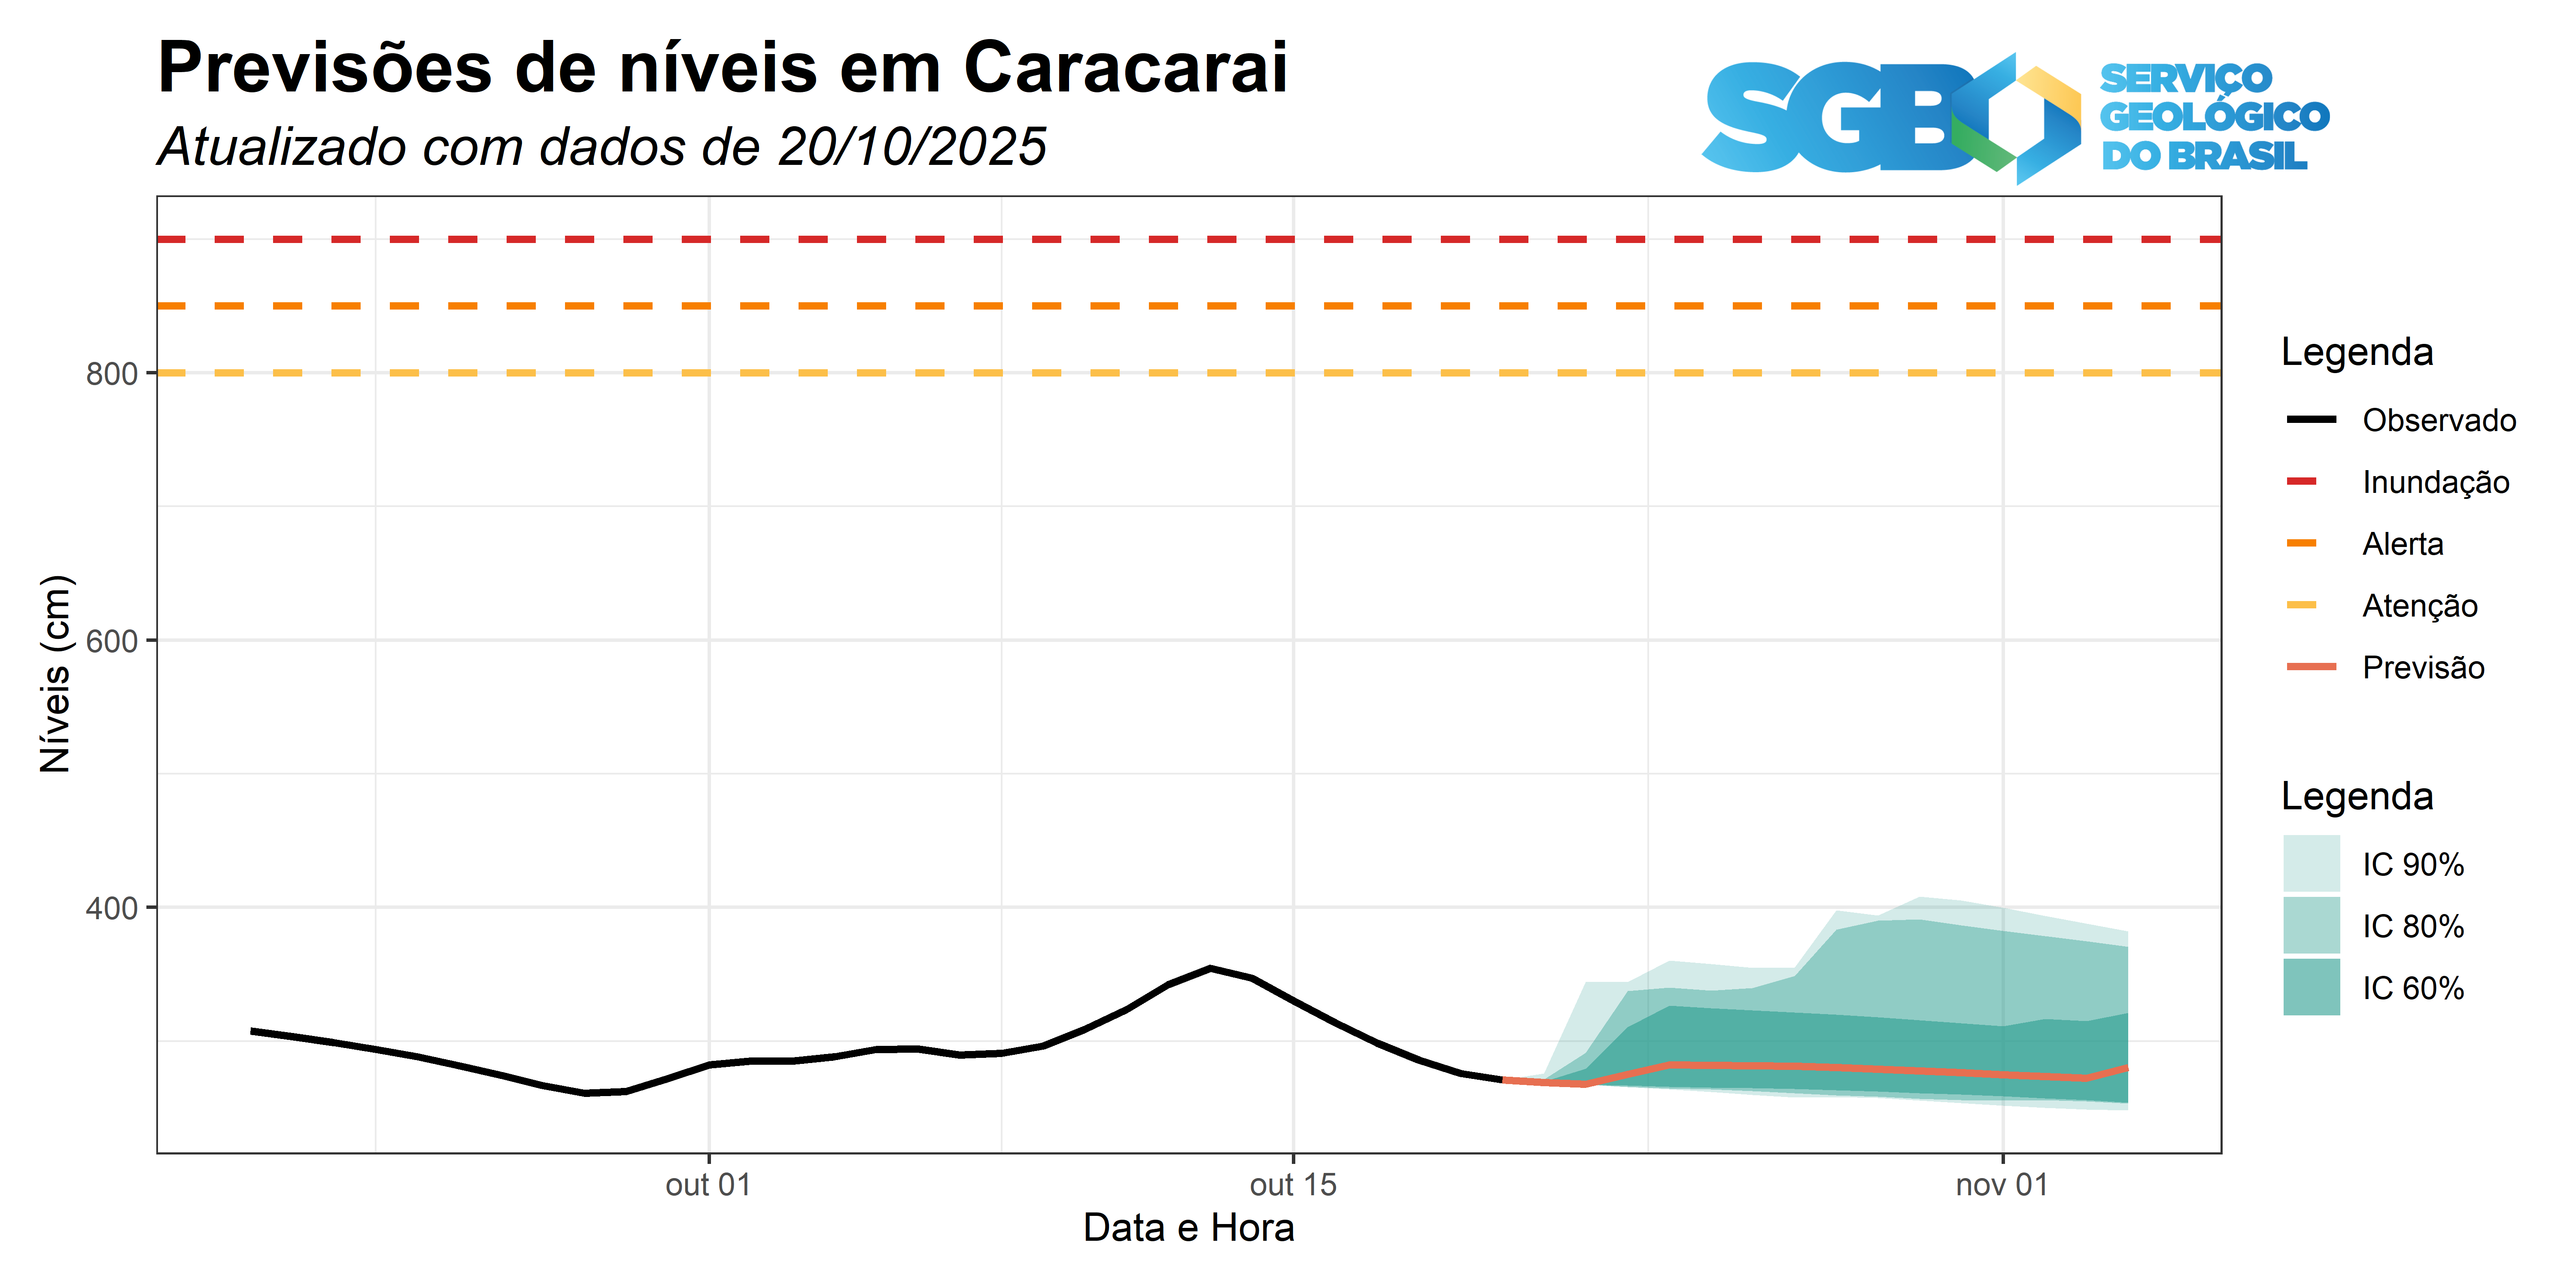 Previsões de níveis em Caracarai
Atualizado com dados de 20/10/2025
SGB
SERVIÇO
GEOLÓGICO
DO BRASIL
Níveis (cm)
800
600
400
out 01
out 15
nov 01
Data e Hora
Legenda
Observado
Inundação
Alerta
Atenção
Previsão
Legenda
IC 90%
IC 80%
IC 60%